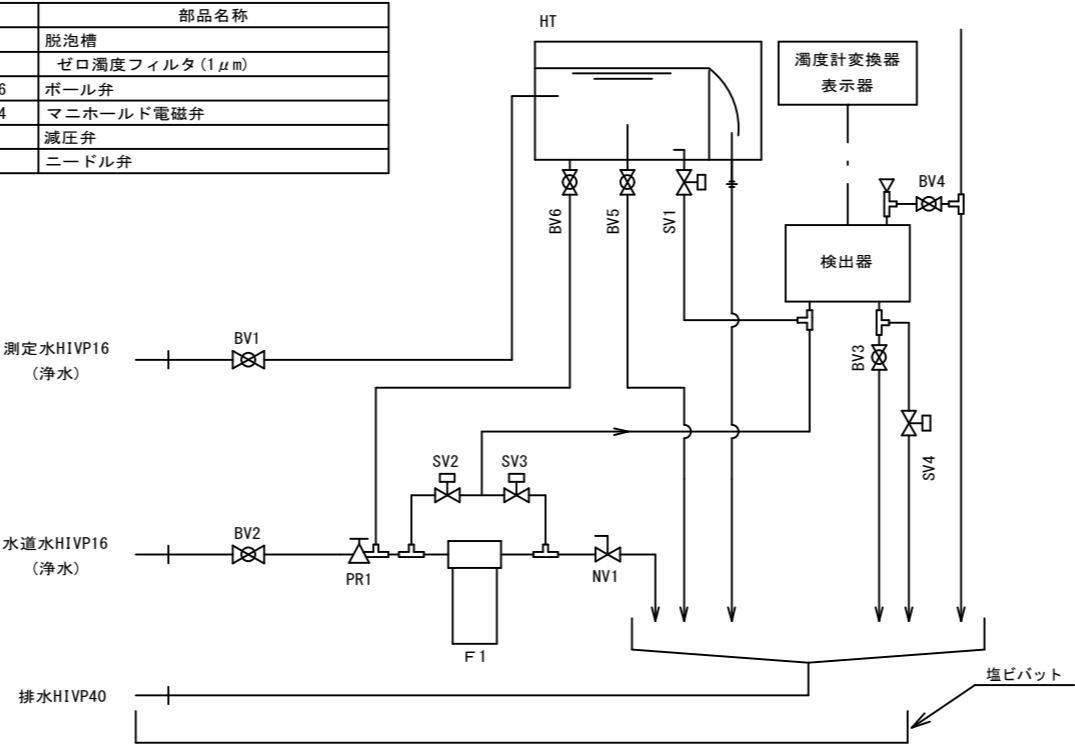 部品名称
脱泡槽
ゼロ濁度フィルタ(1μm)
6 ボール弁
4 マニホールド電磁弁
減圧弁
ニードル弁
HT
濁度計変換器
表示器
BV4
BV6
BV5
SV1
検出器
測定水HIVP16
(浄水)
BV1
BV3
SV4
SV2
SV3
水道水HIVP16
(浄水)
BV2
PR1
NV1
F1
排水HIVP40
塩ビバット